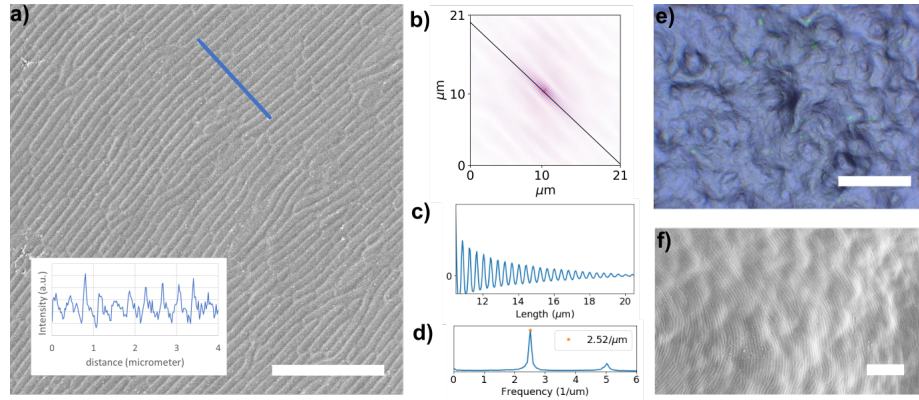 a)
Intensity (a.u.)
0 1 2 3 4
distance (micrometer)
b)
21
μm
10
0
0 10 21
μm
c)
0
12 14 16 18 20
Length (μm)
d)
2.52/μm
0 1 2 3 4 5 6
Frequency (1/um)
e)
f)